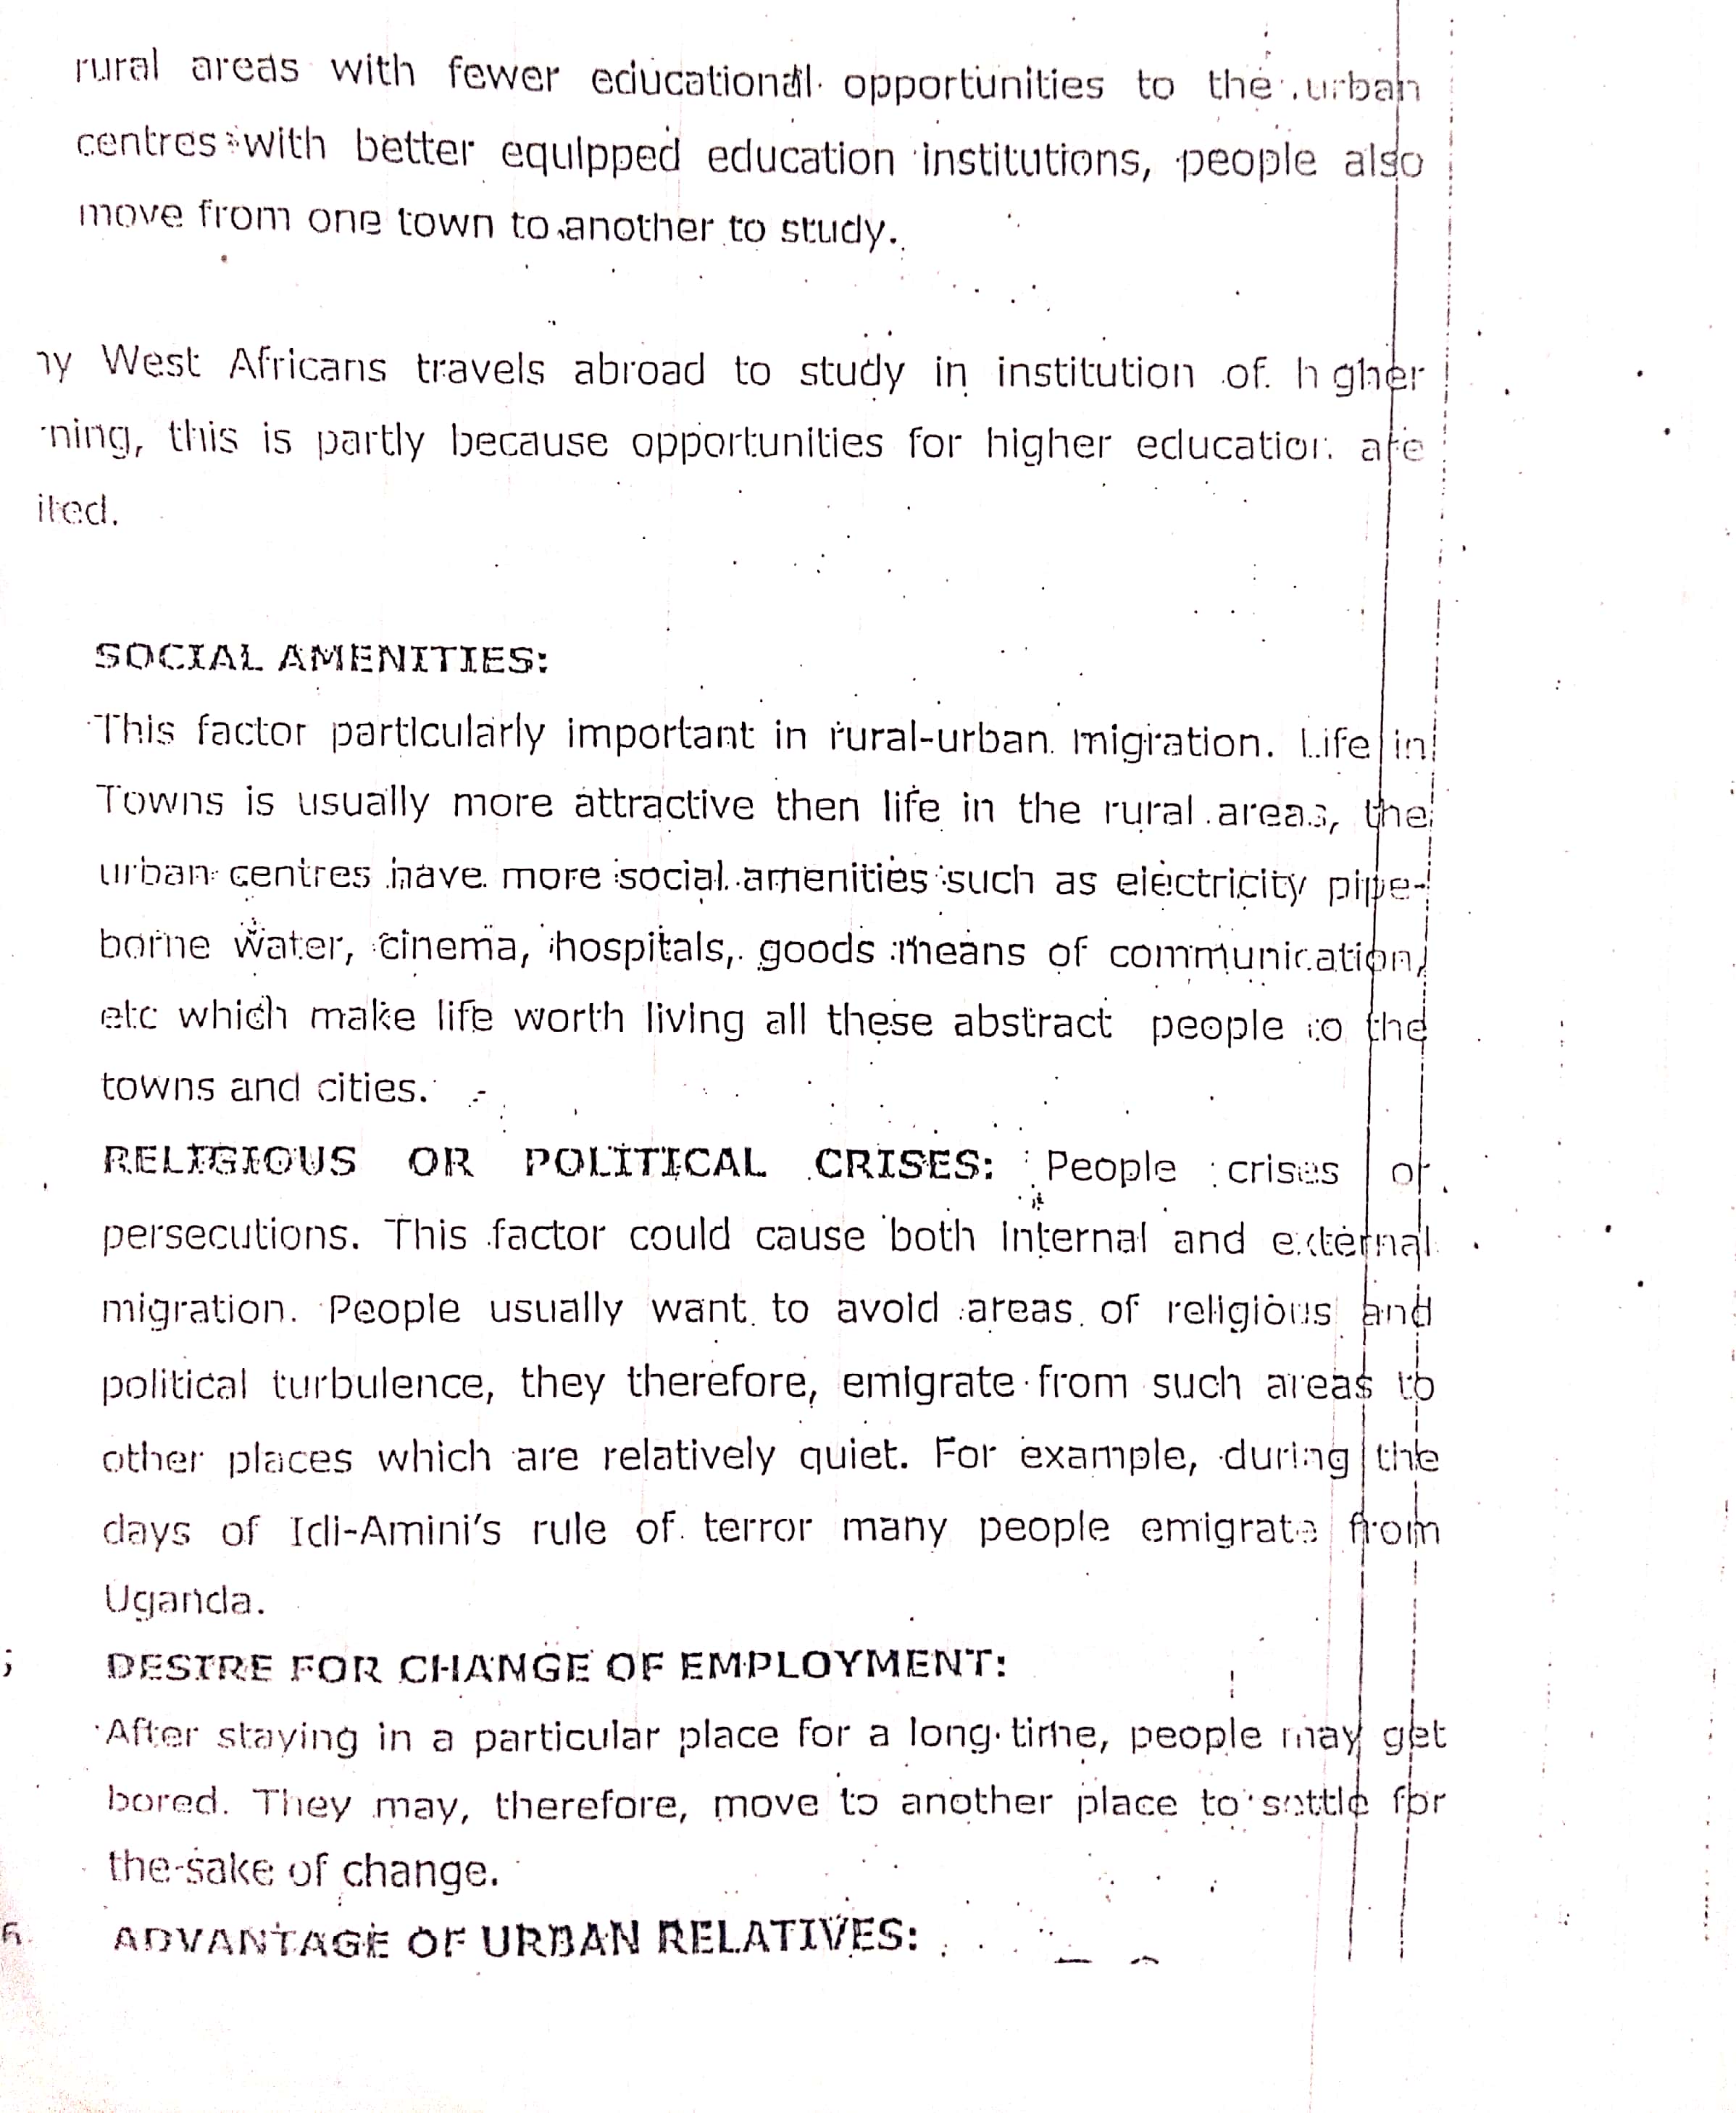 rural areas with fewer educational opportunities to the urban
centres with better equipped education institutions, people also
move from one town to another to study.
West Africans travels abroad to study in institution of higher
this is partly because opportunities for higher education are
SOCIAL AMENITIES:
This factor particularly important in rural-urban migration. Life in
Towns is usually more attractive then life in the rural areas, the
urban centres have more social amenities such as electricity pipe-
borne water, cinema, hospitals, goods means of communication,
etc which make life worth living all these abstract people to the
towns and cities.
RELIGIOUS OR POLITICAL CRISES: People crises or
persecutions. This factor could cause both internal and external
migration. People usually want to avoid areas of religious and
political turbulence, they therefore, emigrate from such areas to
other places which are relatively quiet. For example, during the
days of Idi-Amini's rule of terror many people emigrate from
Uganda.
DESIRE FOR CHANGE OF EMPLOYMENT:
After staying in a particular place for a long time, people may get
bored. They may, therefore, move to another place to settle for
the sake of change.
6. ADVANTAGE OF URBAN RELATIVES: